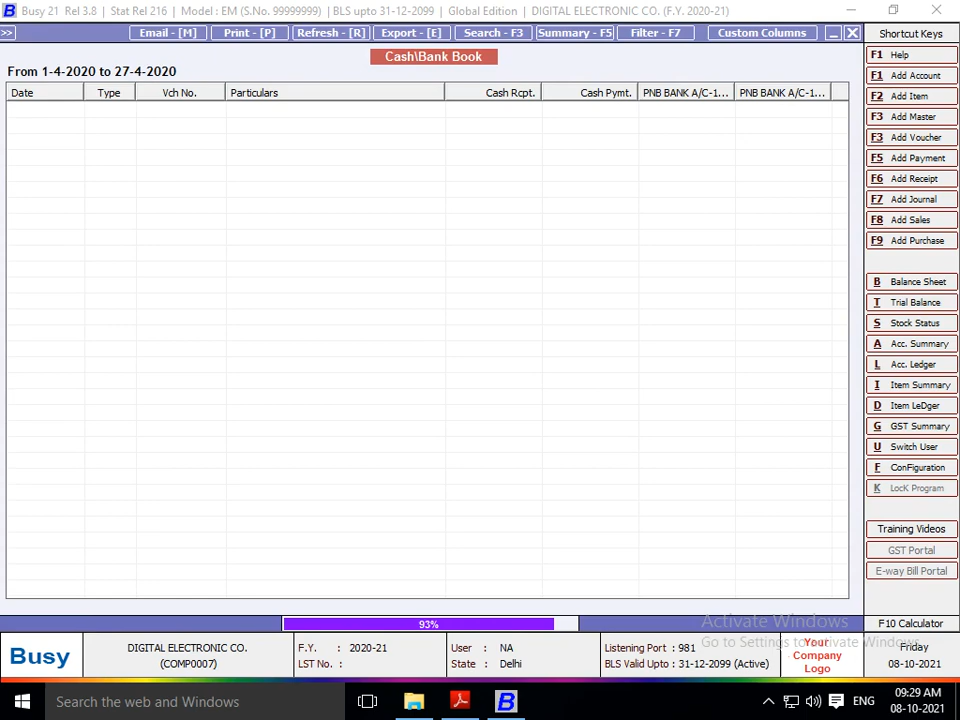 B Busy 21 Rel 3.8 | Stat Rel 216 | Model : EM (S.No. 99999999) | BLS upto 31-12-2099 | Global Edition | DIGITAL ELECTRONIC CO. (F.Y. 2020-21)
>> Email - [M] Print - [P] Refresh - [R] Export - [E] Search - F3 Summary - F5 Filter - F7 Custom Columns
Shortcut Keys
Cash\Bank Book
From 1-4-2020 to 27-4-2020
Date Type Vch No. Particulars Cash Rcpt. Cash Pymt. PNB BANK A/C-1... PNB BANK A/C-1...
F1 Help
F1 Add Account
F2 Add Item
F3 Add Master
F3 Add Voucher
F5 Add Payment
F6 Add Receipt
F7 Add Journal
F8 Add Sales
F9 Add Purchase
B Balance Sheet
T Trial Balance
S Stock Status
A Acc. Summary
L Acc. Ledger
I Item Summary
D Item LeDger
G GST Summary
U Switch User
F ConFiguration
K LocK Program
Training Videos
GST Portal
E-way Bill Portal
F10 Calculator
93%
Activate Windows
Go to Settings to activate Windows.
Busy
DIGITAL ELECTRONIC CO.
(COMP0007)
F.Y. : 2020-21
LST No. :
User : NA
State : Delhi
Listening Port : 981
BLS Valid Upto : 31-12-2099 (Active)
Your
Company
Logo
Friday
08-10-2021
Search the web and Windows
B
ENG
09:29 AM
08-10-2021